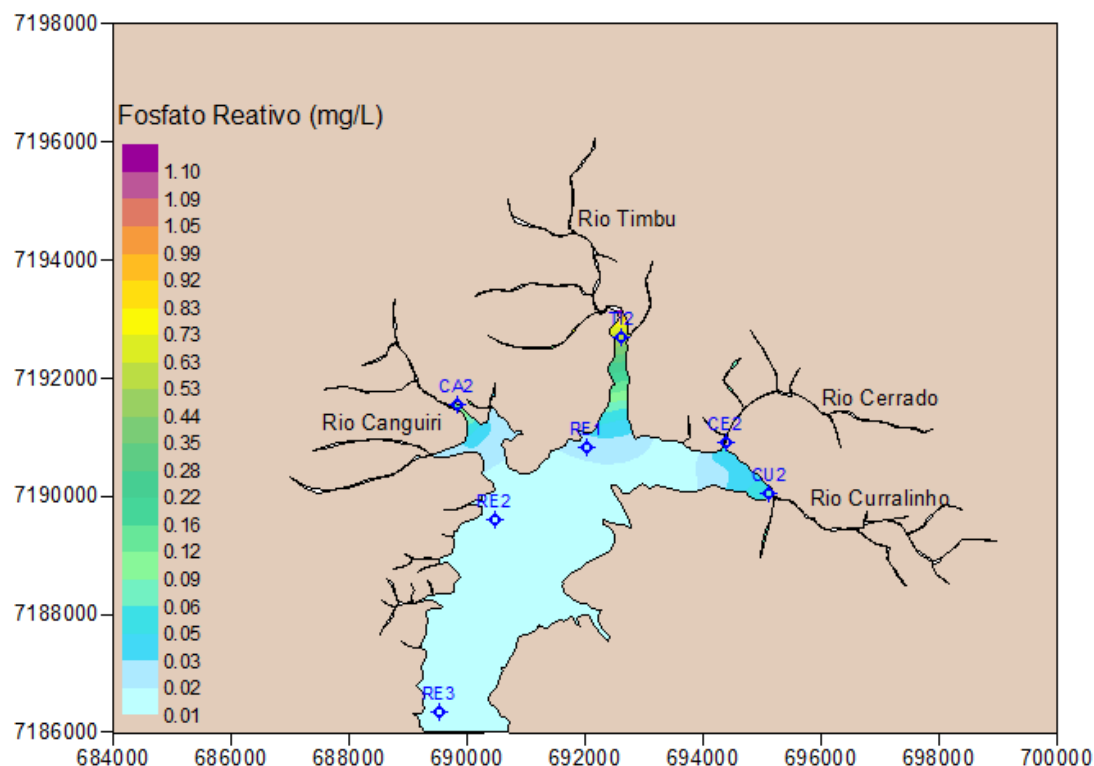 7198000
7196000
7194000
7192000
7190000
7188000
7186000
Fosfato Reativo (mg/L)
1.10
1.09
1.05
0.99
0.92
0.83
0.73
0.63
0.53
0.44
0.35
0.28
0.22
0.16
0.12
0.09
0.06
0.05
0.03
0.02
0.01
Rio Timbu
TI2
CA2
Rio Canguiri
Rio Cerrado
RE1
CE2
CU2
Rio Curralinho
RE2
RE3
684000 686000 688000 690000 692000 694000 696000 698000 700000